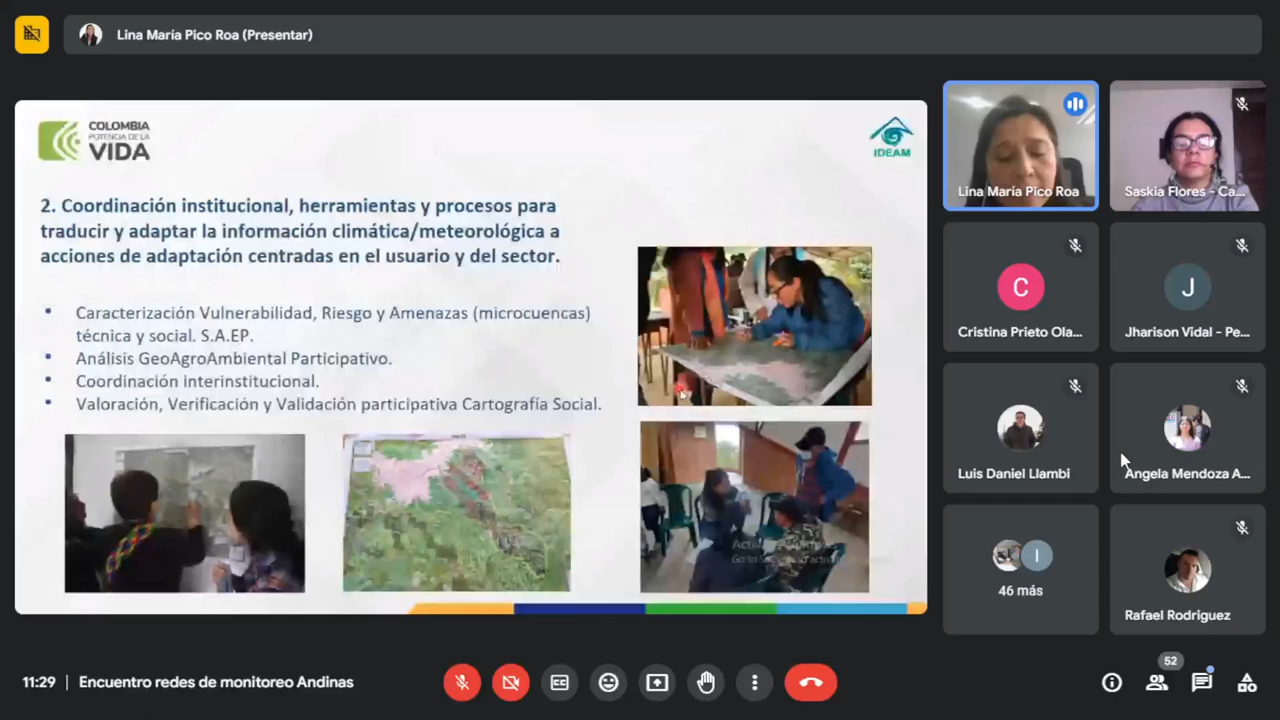 Lina María Pico Roa (Presentar)
COLOMBIA
POTENCIA DE LA
VIDA
IDEAM
2. Coordinación institucional, herramientas y procesos para
traducir y adaptar la información climática/meteorológica a
acciones de adaptación centradas en el usuario y del sector.
• Caracterización Vulnerabilidad, Riesgo y Amenazas (microcuencas)
técnica y social. S.A.EP.
• Análisis GeoAgroAmbiental Participativo.
• Coordinación interinstitucional.
• Valoración, Verificación y Validación participativa Cartografía Social.
Lina María Pico Roa
Saskia Flores - Ca...
C
Cristina Prieto Ola...
J
Jharison Vidal - Pe...
Luis Daniel Llambi
Angela Mendoza A...
I
46 más
Rafael Rodriguez
11:29 | Encuentro redes de monitoreo Andinas
52